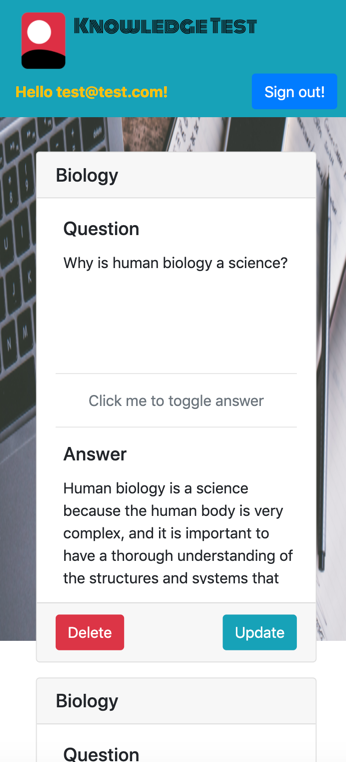 KnowledgeTest
Hello test@test.com!
Sign out!
Biology
Question
Why is human biology a science?
Click me to toggle answer
Answer
Human biology is a science
because the human body is very
complex, and it is important to
have a thorough understanding of
the structures and systems that
Delete
Update
Biology
Question